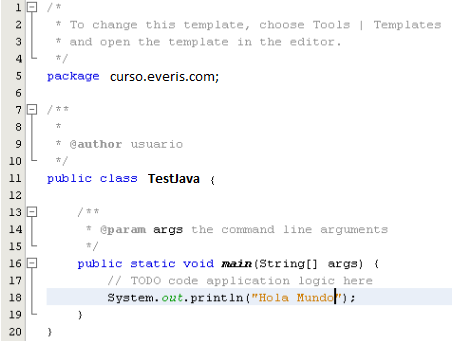 1 /*
2 * To change this template, choose Tools | Templates
3 * and open the template in the editor.
4 */
5 package curso.everis.com;
6
7 /**
8 *
9 * @author usuario
10 */
11 public class TestJava {
12
13 /**
14 * @param args the command line arguments
15 */
16 public static void main(String[] args) {
17 // TODO code application logic here
18 System.out.println("Hola Mundo");
19 }
20 }